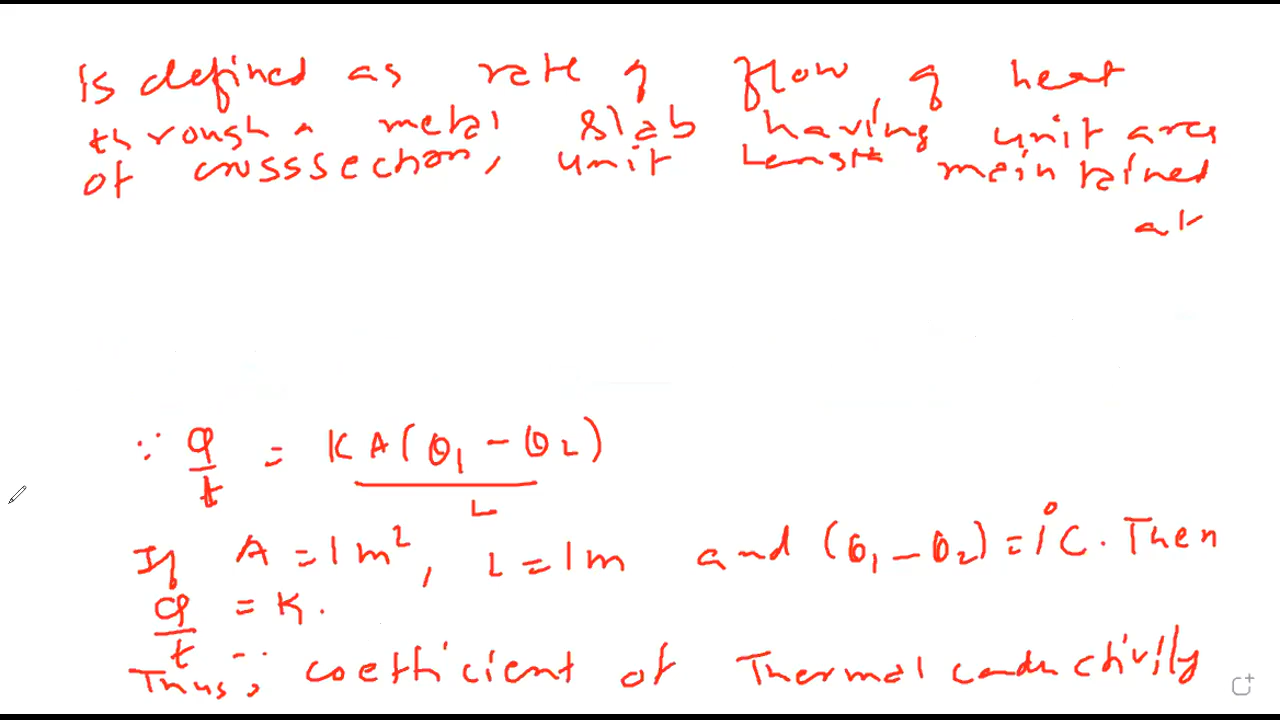 is defined as rate of flow of heat
through a metal slab having unit area
of crosssection, unit Length maintained
at
∵ Q/t = KA(θ₁ - θ₂)/L
If A = 1m², L = 1m and (θ₁ - θ₂) = 1°C. Then
Q/t = K.
Thus, coefficient of Thermal conductivity